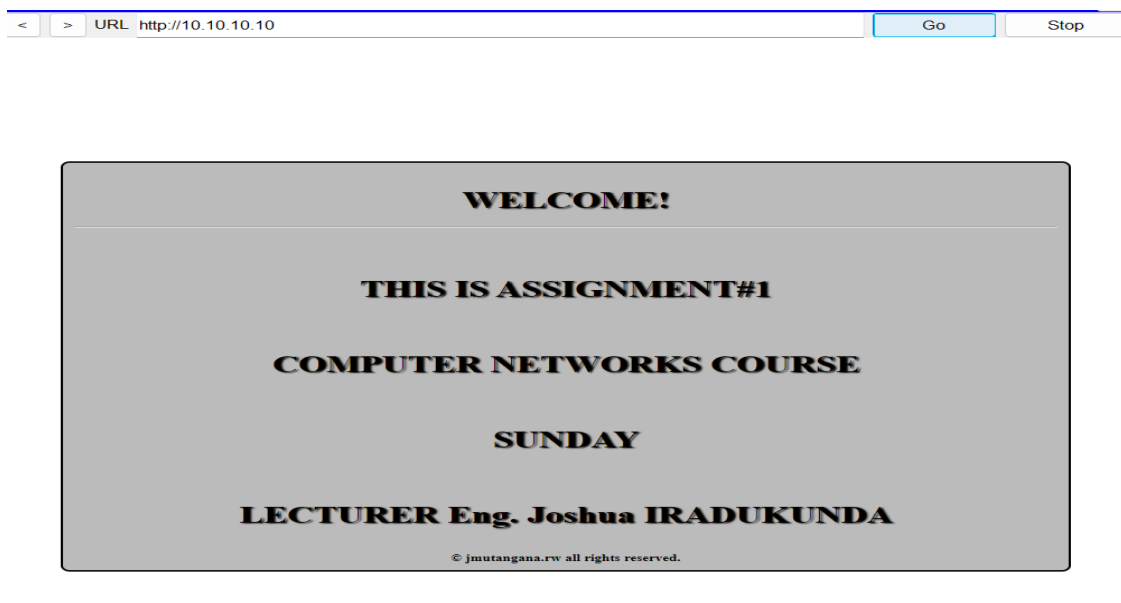 < > URL http://10.10.10.10 Go Stop
WELCOME!
THIS IS ASSIGNMENT#1
COMPUTER NETWORKS COURSE
SUNDAY
LECTURER Eng. Joshua IRADUKUNDA
© jmutangana.rw all rights reserved.